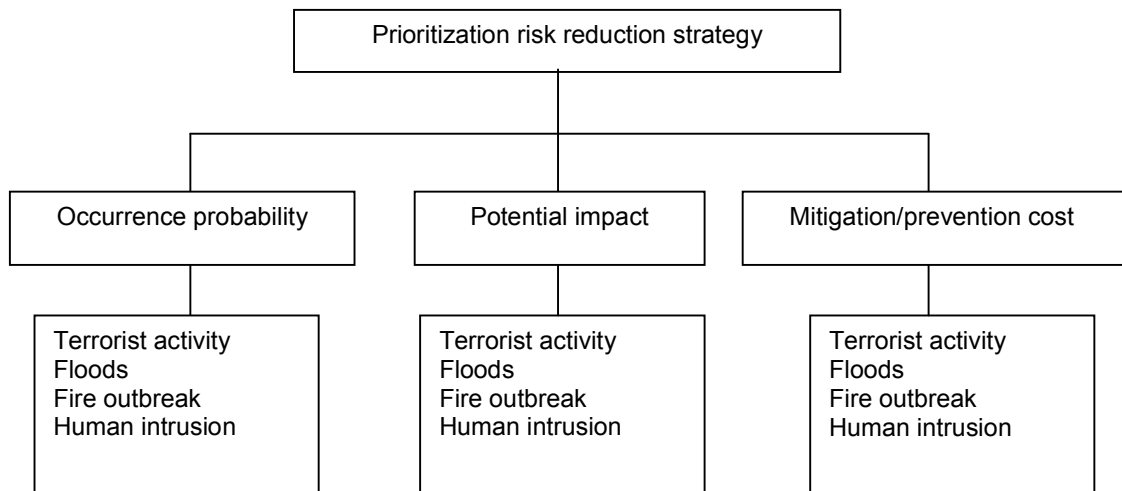 Prioritization risk reduction strategy
Occurrence probability
Potential impact
Mitigation/prevention cost
Terrorist activity
Floods
Fire outbreak
Human intrusion
Terrorist activity
Floods
Fire outbreak
Human intrusion
Terrorist activity
Floods
Fire outbreak
Human intrusion